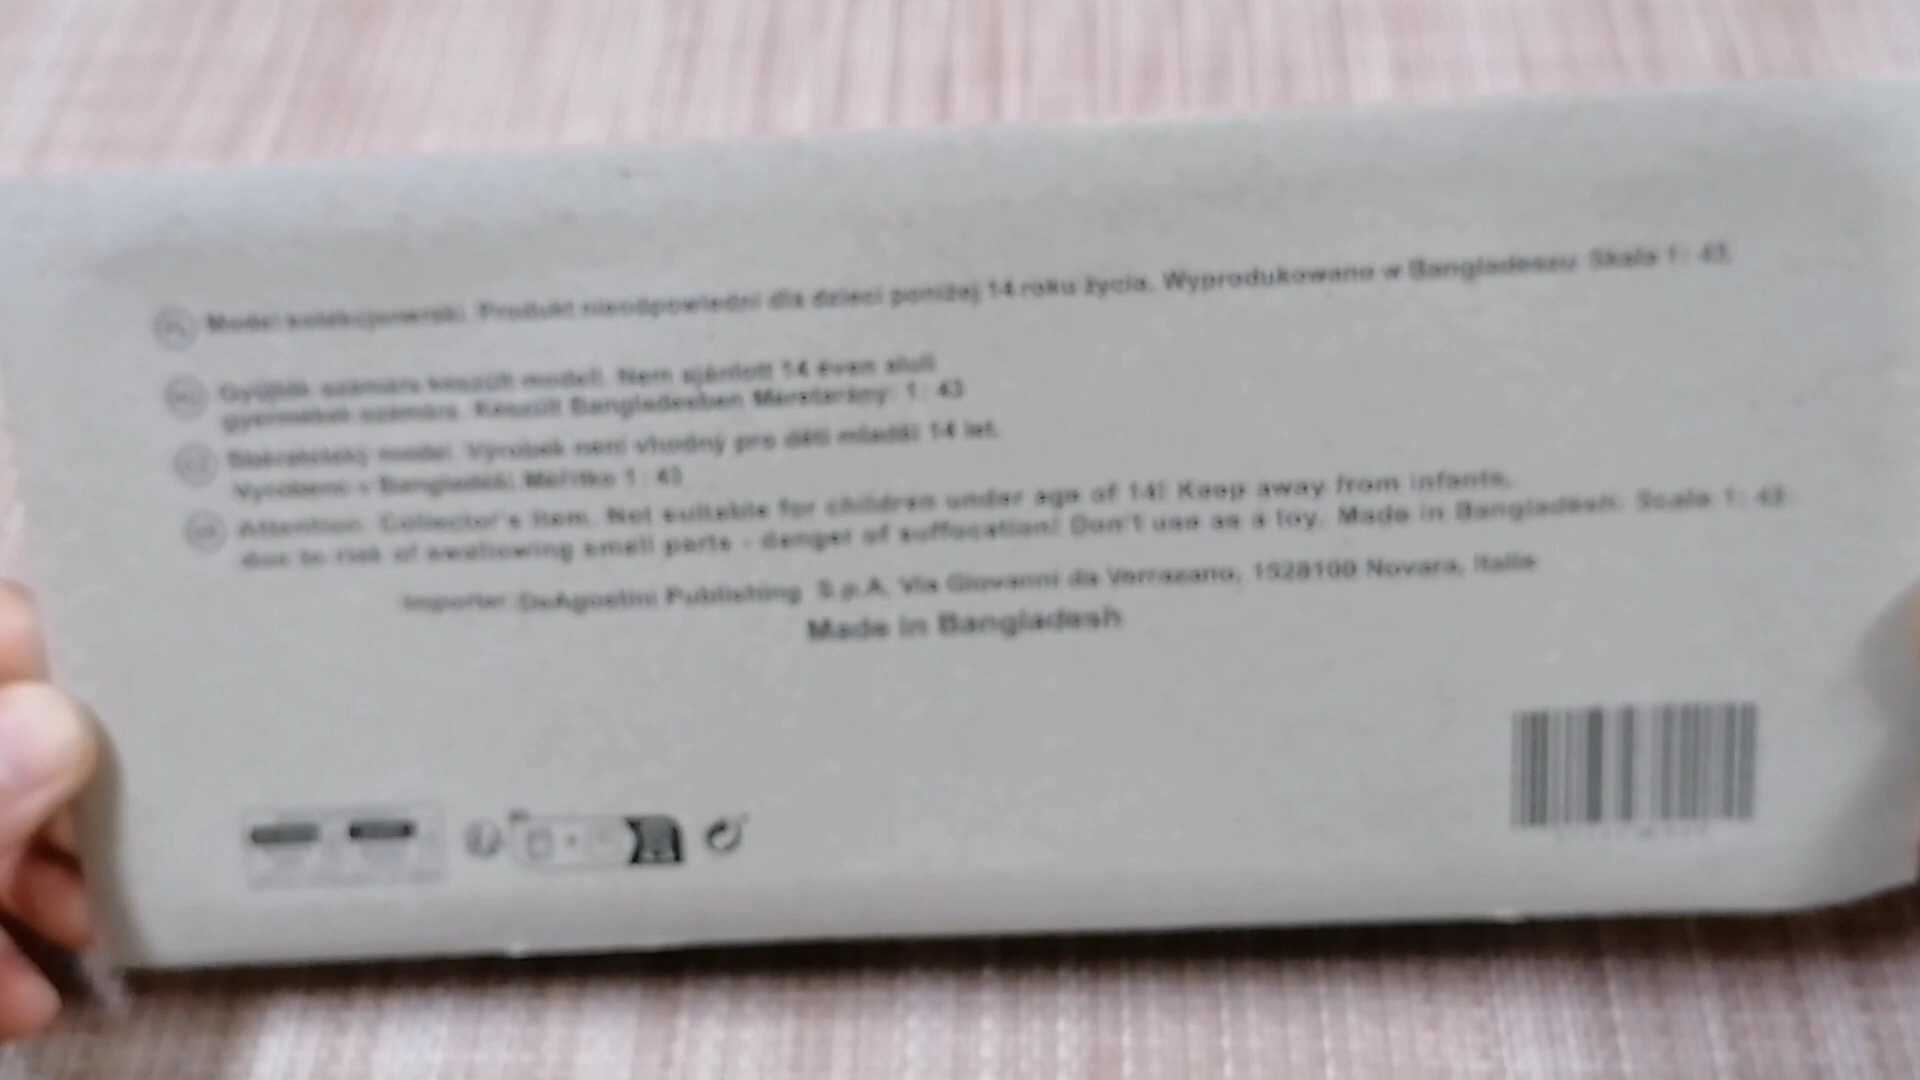 Model kolekcjonerski. Produkt nieodpowiedni dla dzieci poniżej 14 roku życia. Wyprodukowano w Bangladeszu Skala 1: 43.
Gyűjtők számára készült modell. Nem ajánlott 14 éven aluli
gyermekek számára. Készült Bangladesben Méretarány: 1: 43
Sběratelský model. Výrobek není vhodný pro děti mladší 14 let.
Vyrobeno v Bangladéši. Měřítko 1: 43
Attention: Collector's item. Not suitable for children under age of 14! Keep away from infants,
due to risk of swallowing small parts - danger of suffocation! Don't use as a toy. Made in Bangladesh. Scale 1: 43.
Importer: DeAgostini Publishing S.p.A. Via Giovanni da Verrazano, 1528100 Novara, Italia
Made in Bangladesh